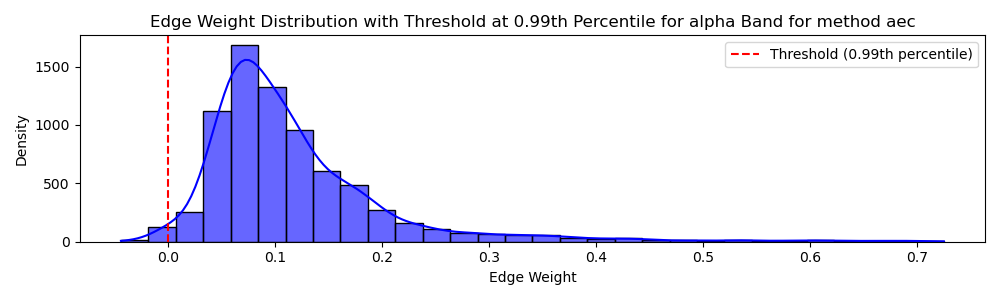 Edge Weight Distribution with Threshold at 0.99th Percentile for alpha Band for method aec
Threshold (0.99th percentile)
Density
1500
1000
500
0
0.0 0.1 0.2 0.3 0.4 0.5 0.6 0.7
Edge Weight